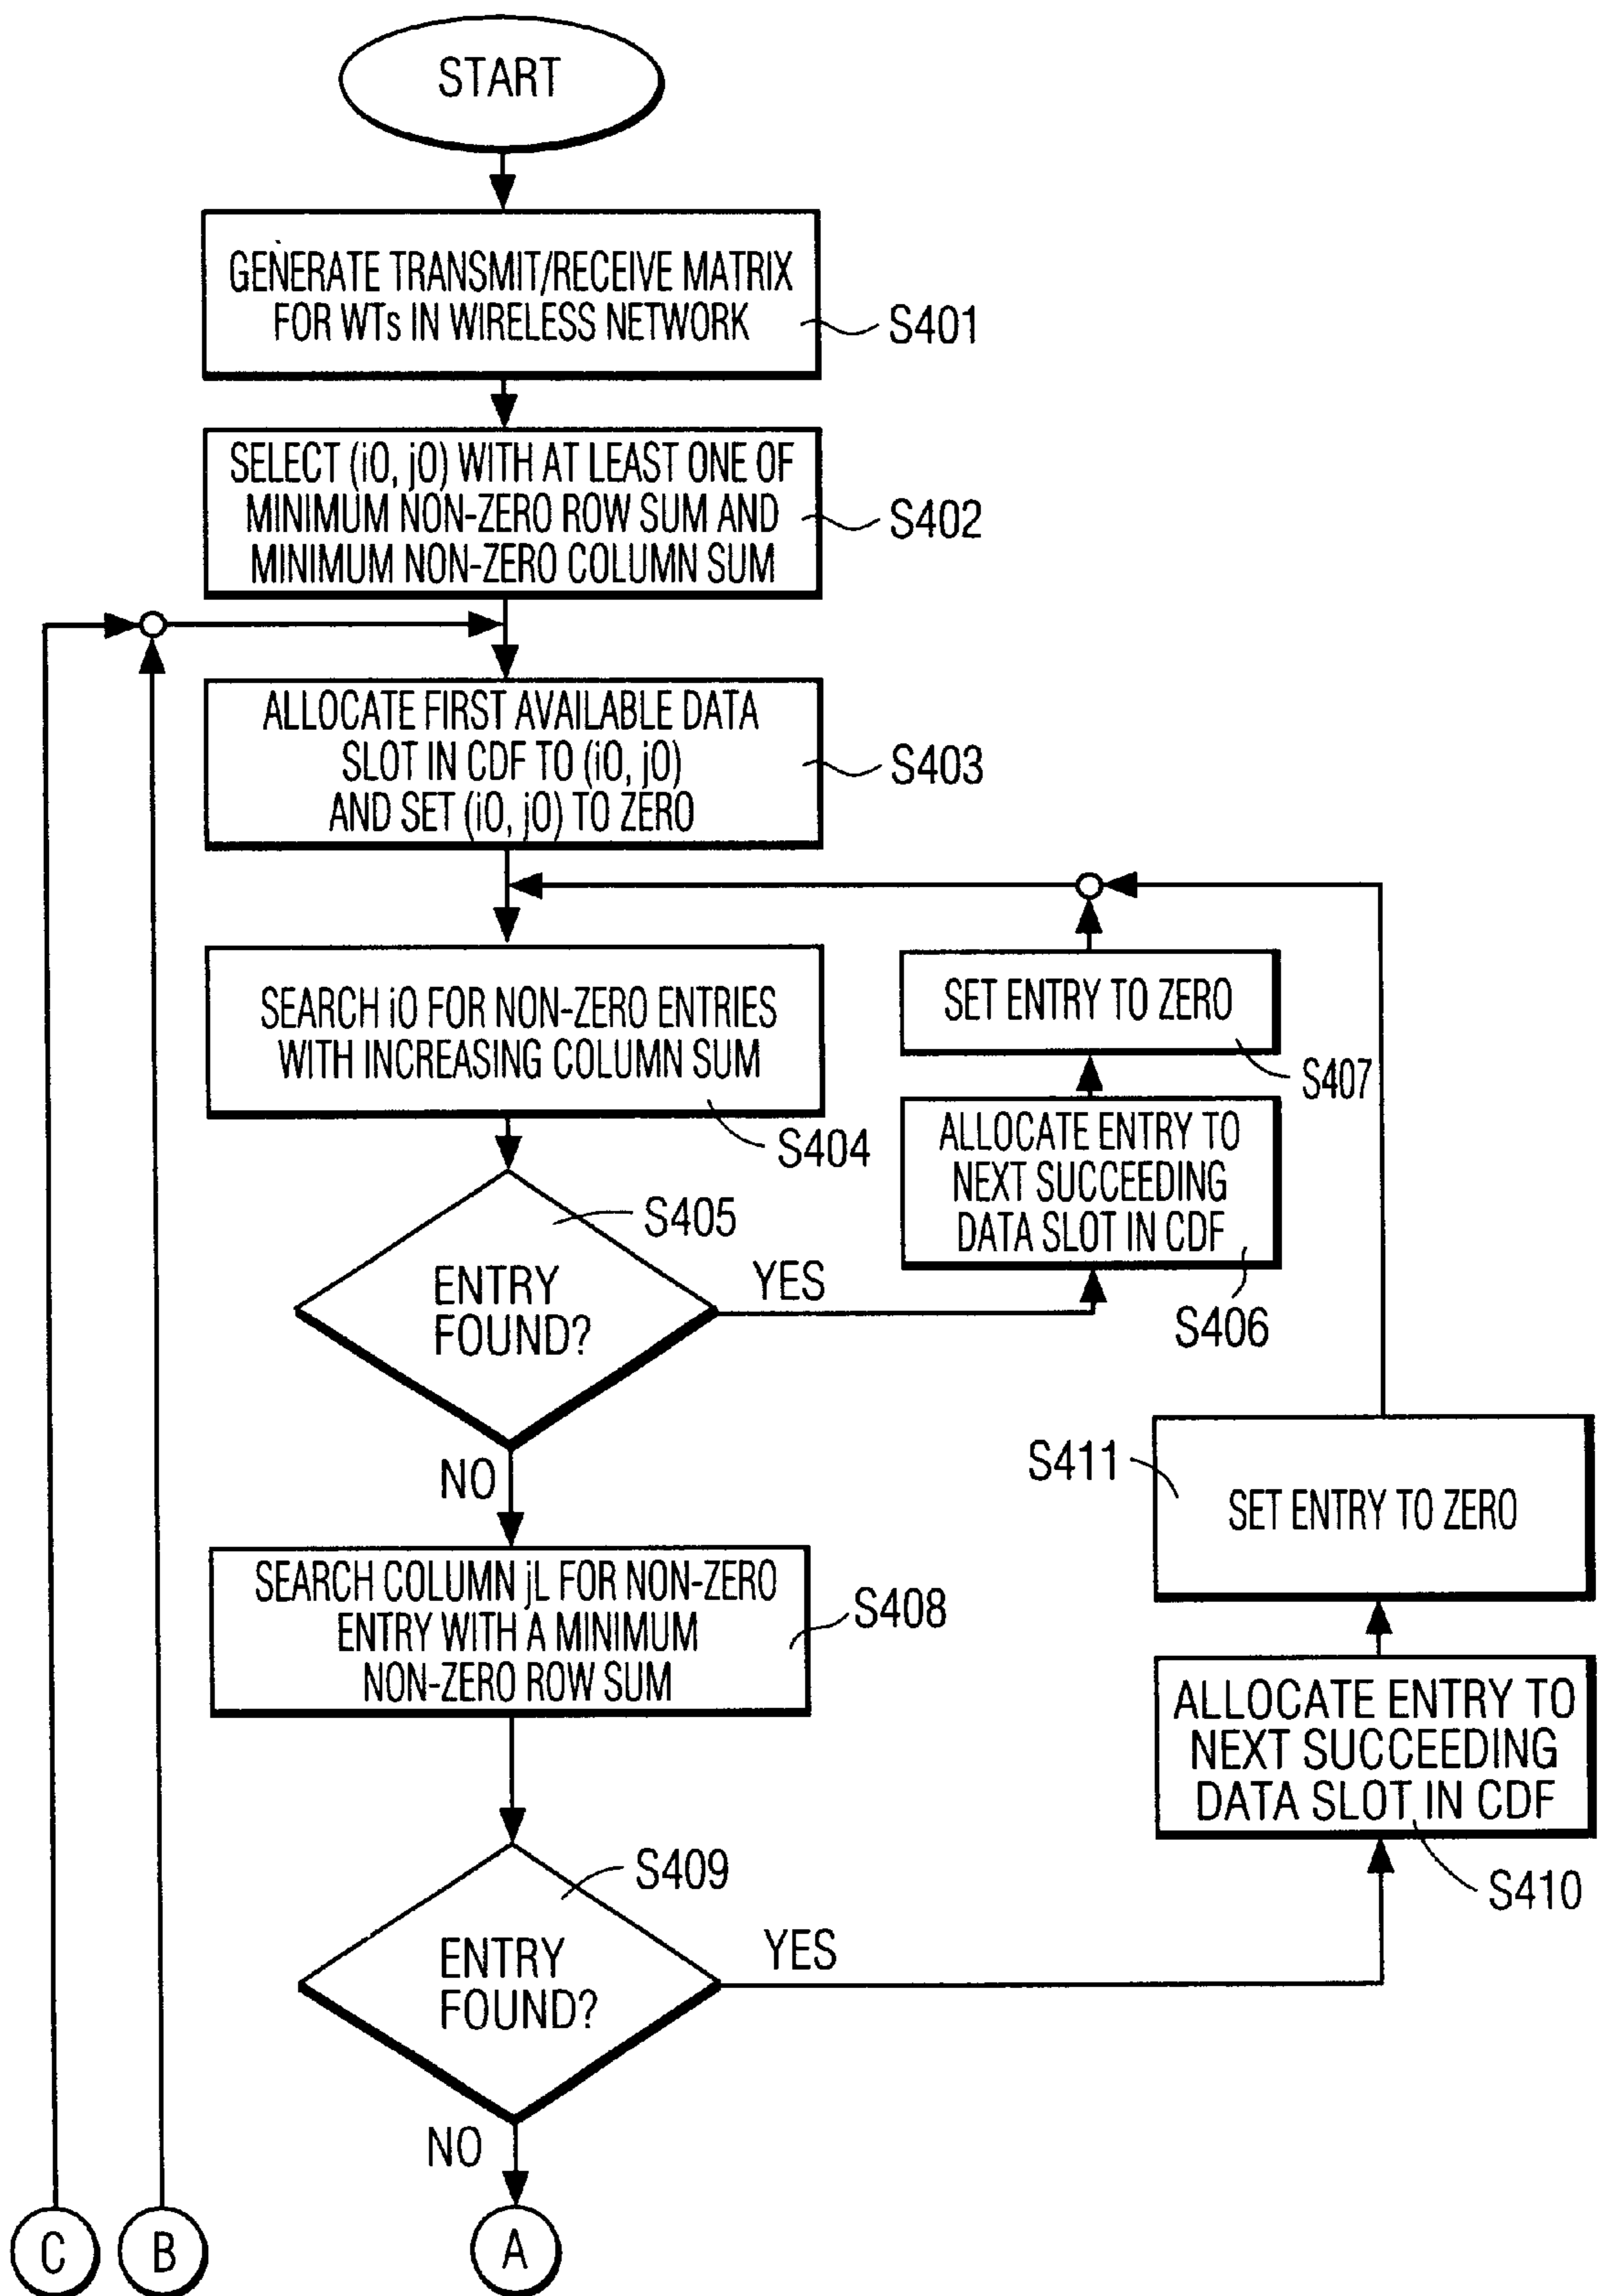 START
GENERATE TRANSMIT/RECEIVE MATRIX
FOR WTs IN WIRELESS NETWORK
S401
SELECT (i0, j0) WITH AT LEAST ONE OF
MINIMUM NON-ZERO ROW SUM AND
MINIMUM NON-ZERO COLUMN SUM
S402
ALLOCATE FIRST AVAILABLE DATA
SLOT IN CDF TO (i0, j0)
AND SET (i0, j0) TO ZERO
S403
SEARCH i0 FOR NON-ZERO ENTRIES
WITH INCREASING COLUMN SUM
S404
SET ENTRY TO ZERO
S407
ALLOCATE ENTRY TO
NEXT SUCCEEDING
DATA SLOT IN CDF
S406
S405
ENTRY
FOUND?
YES
NO
S411
SET ENTRY TO ZERO
SEARCH COLUMN jL FOR NON-ZERO
ENTRY WITH A MINIMUM
NON-ZERO ROW SUM
S408
ALLOCATE ENTRY TO
NEXT SUCCEEDING
DATA SLOT IN CDF
S410
S409
ENTRY
FOUND?
YES
NO
C
B
A